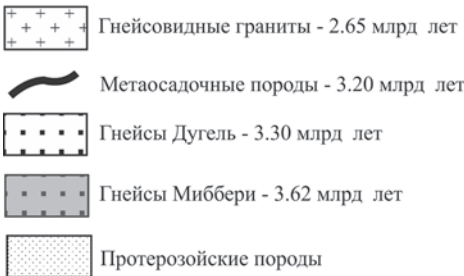 Гнейсовидные граниты - 2.65 млрд лет
Метаосадочные породы - 3.20 млрд лет
Гнейсы Дугель - 3.30 млрд лет
Гнейсы Миббери - 3.62 млрд лет
Протерозойские породы